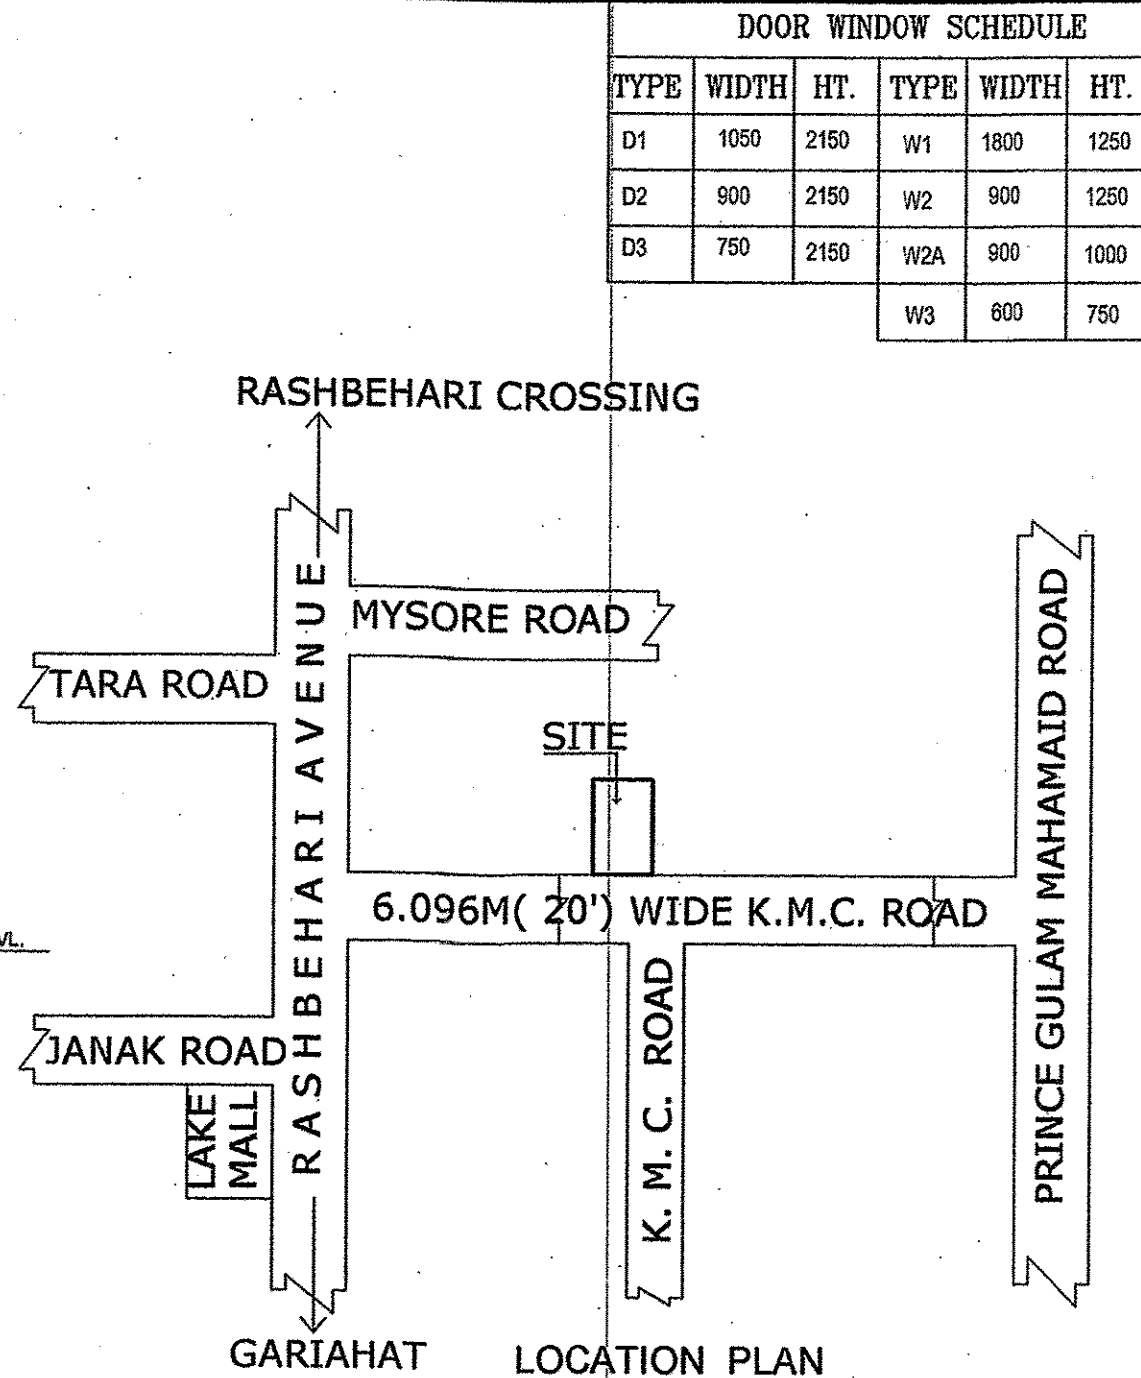 DOOR WINDOW SCHEDULE
TYPE WIDTH HT. TYPE WIDTH HT.
D1 1050 2150 W1 1800 1250
D2 900 2150 W2 900 1250
D3 750 2150 W2A 900 1000
W3 600 750
RASHBEHARI CROSSING
MYSORE ROAD
TARA ROAD
RASHBEHARI AVENUE
SITE
PRINCE GULAM MAHAMAID ROAD
6.096M( 20') WIDE K.M.C. ROAD
VL.
JANAK ROAD
K. M. C. ROAD
LAKE
MALL
GARIAHAT
LOCATION PLAN